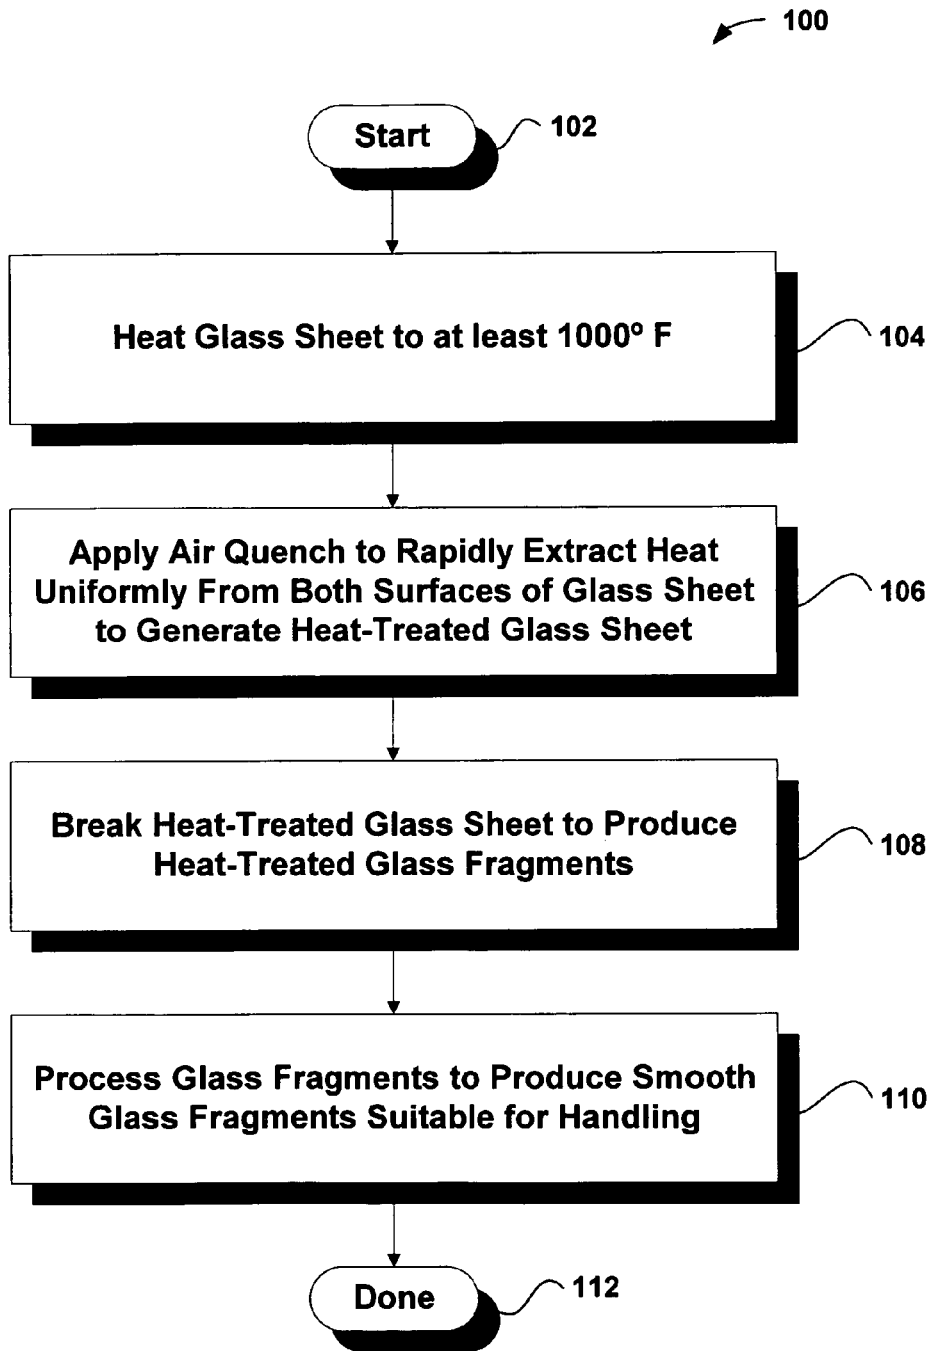 100
Start
102
Heat Glass Sheet to at least 1000º F
104
Apply Air Quench to Rapidly Extract Heat
Uniformly From Both Surfaces of Glass Sheet
to Generate Heat-Treated Glass Sheet
106
Break Heat-Treated Glass Sheet to Produce
Heat-Treated Glass Fragments
108
Process Glass Fragments to Produce Smooth
Glass Fragments Suitable for Handling
110
Done
112